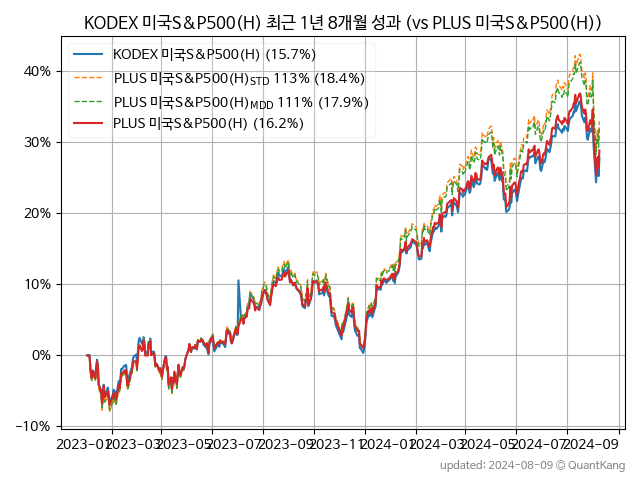 KODEX 미국S&P500(H) 최근 1년 8개월 성과 (vs PLUS 미국S&P500(H))
KODEX 미국S&P500(H) (15.7%)
PLUS 미국S&P500(H)STD 113% (18.4%)
PLUS 미국S&P500(H)MDD 111% (17.9%)
PLUS 미국S&P500(H) (16.2%)
40%
30%
20%
10%
0%
−10%
2023-01 2023-03 2023-05 2023-07 2023-09 2023-11 2024-01 2024-03 2024-05 2024-07 2024-09
updated: 2024-08-09 © QuantKang